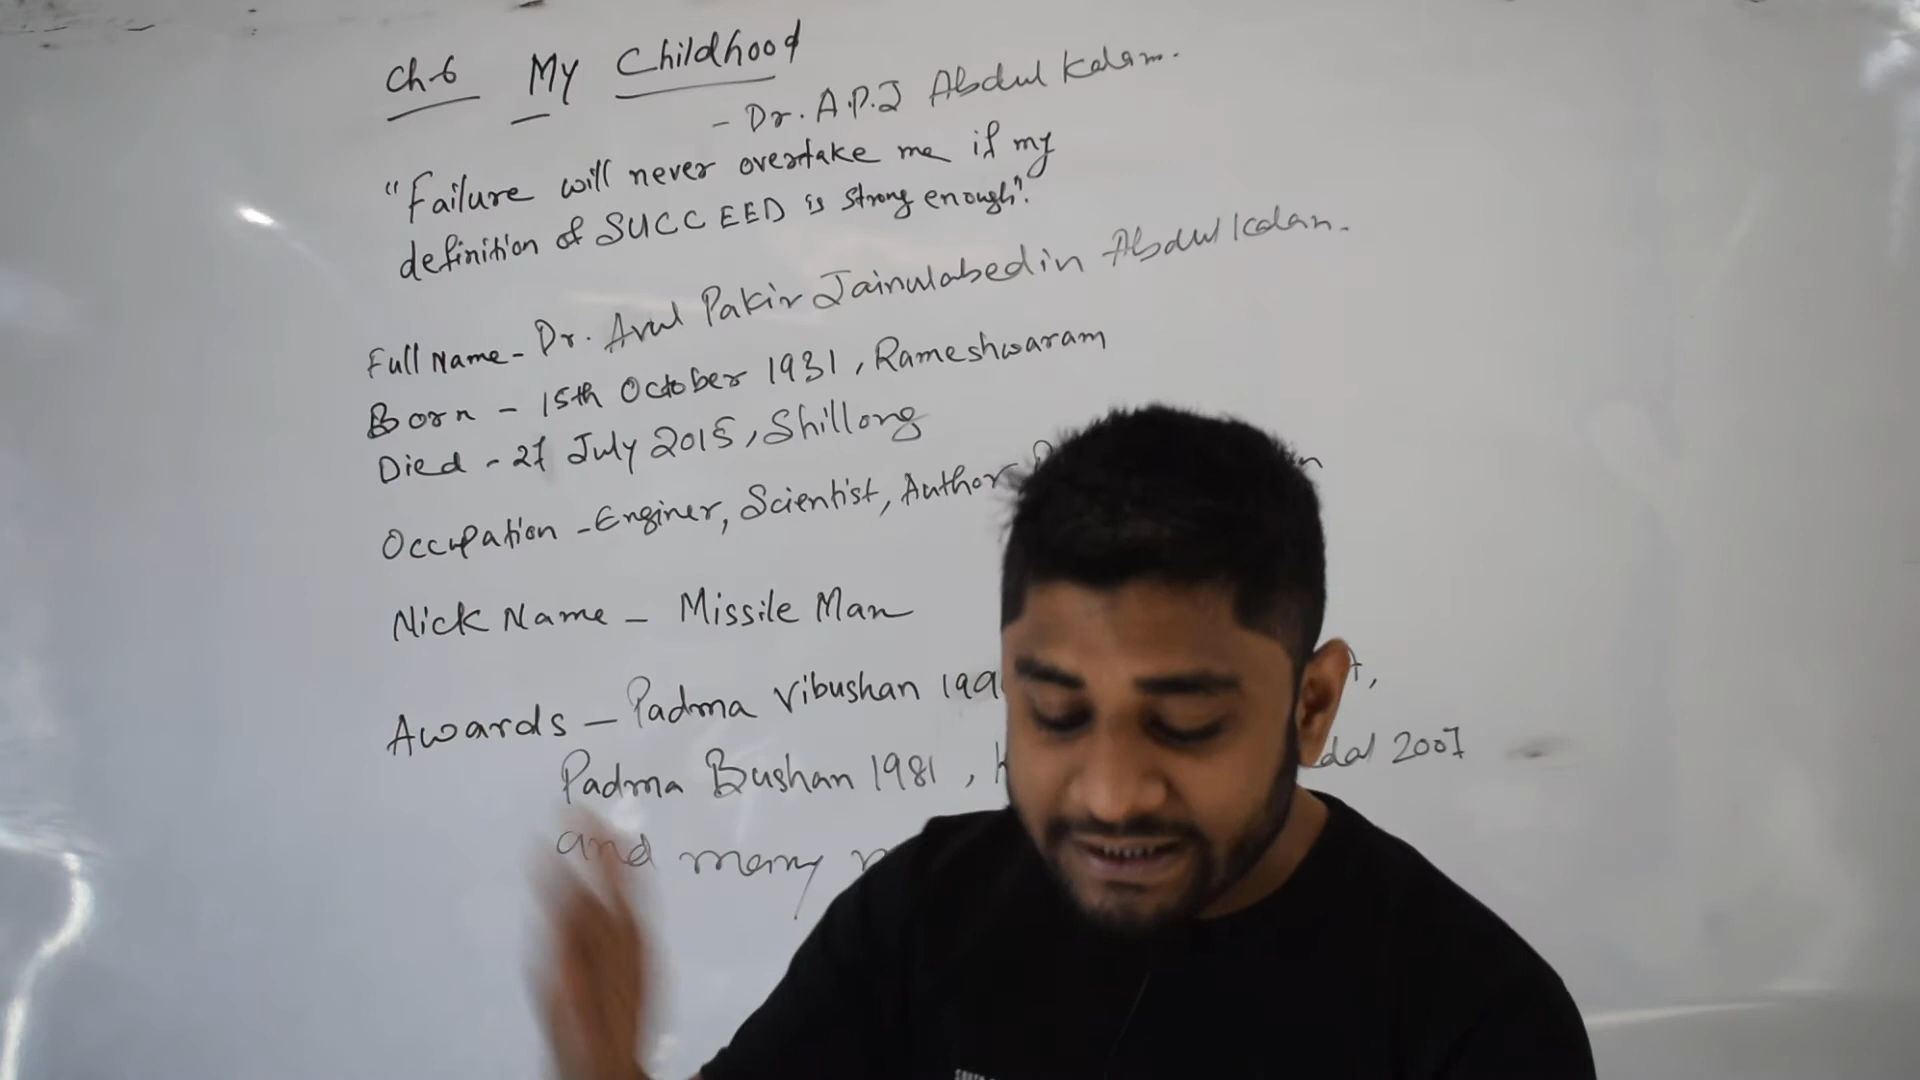 Ch-6 My Childhood
- Dr. A.P.J Abdul Kalam.
"Failure will never overtake me if my
definition of SUCCEED is strong enough".
Full Name - Dr. Avul Pakir Jainulabedin Abdul Kalam.
Born - 15th October 1931, Rameshwaram
Died - 27 July 2015, Shillong
Occupation - Enginer, Scientist, Author
Nick Name - Missile Man
Awards - Padma Vibushan 199
Padma Bushan 1981, 2007
and many